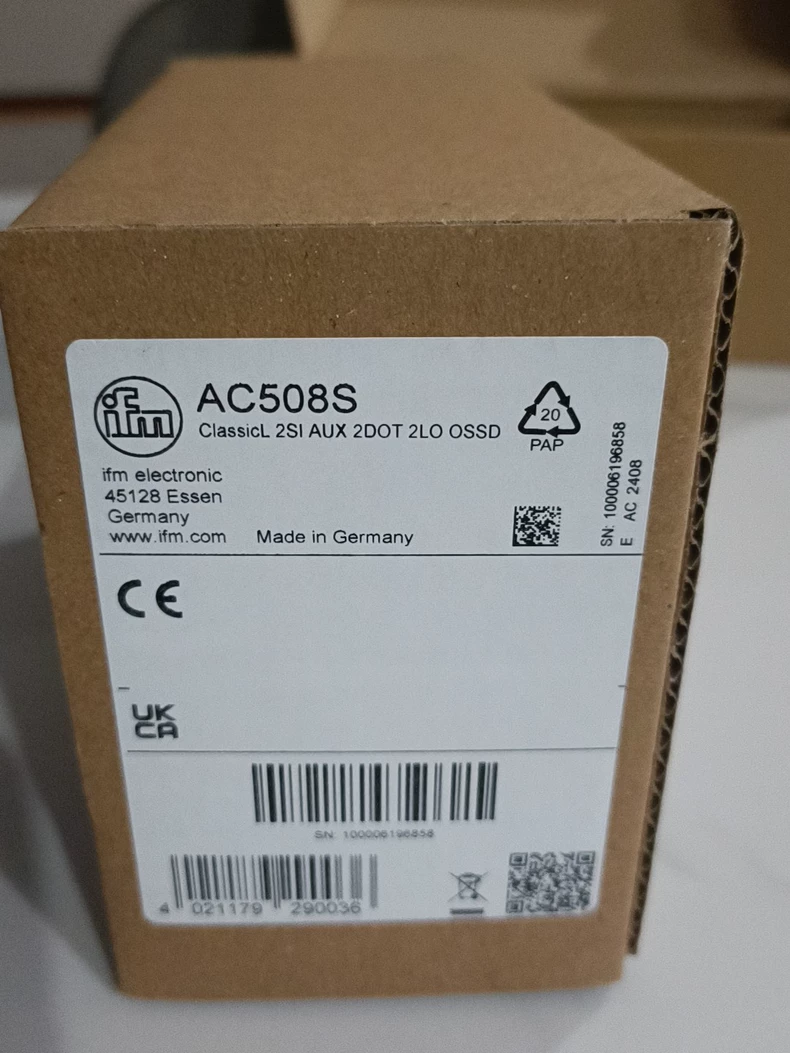 ifm
AC508S
ClassicL 2SI AUX 2DOT 2LO OSSD
20
PAP
ifm electronic
45128 Essen
Germany
www.ifm.com
Made in Germany
SN: 100006196858
E AC 2408
CE
UK
CA
SN: 100006196858
4 021179 290036